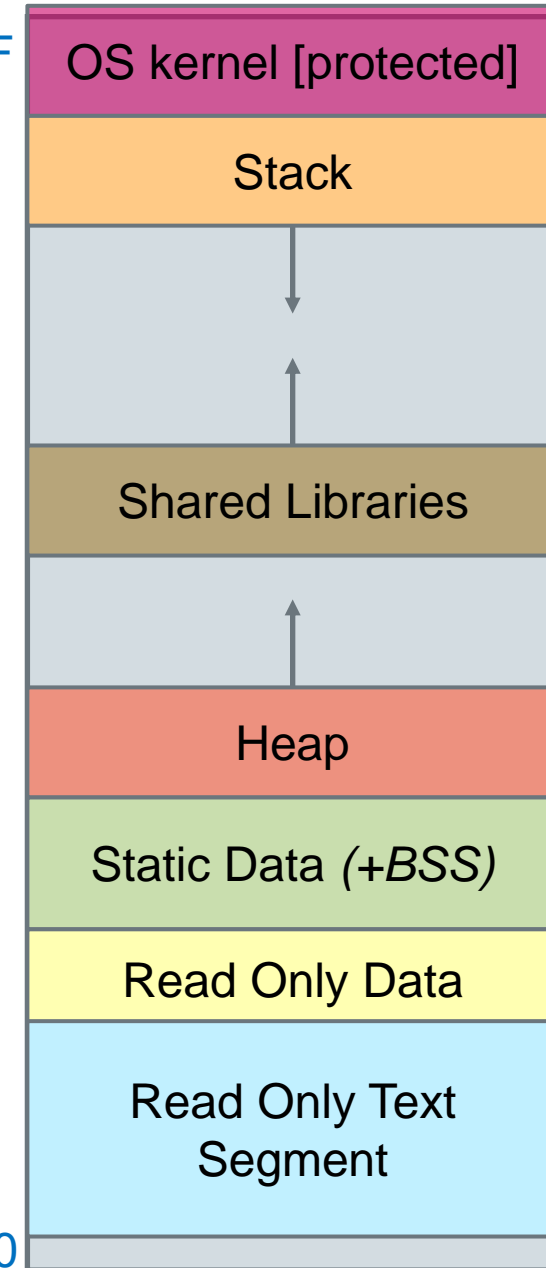 F
OS kernel [protected]
Stack
Shared Libraries
Heap
Static Data (+BSS)
Read Only Data
Read Only Text
Segment
0